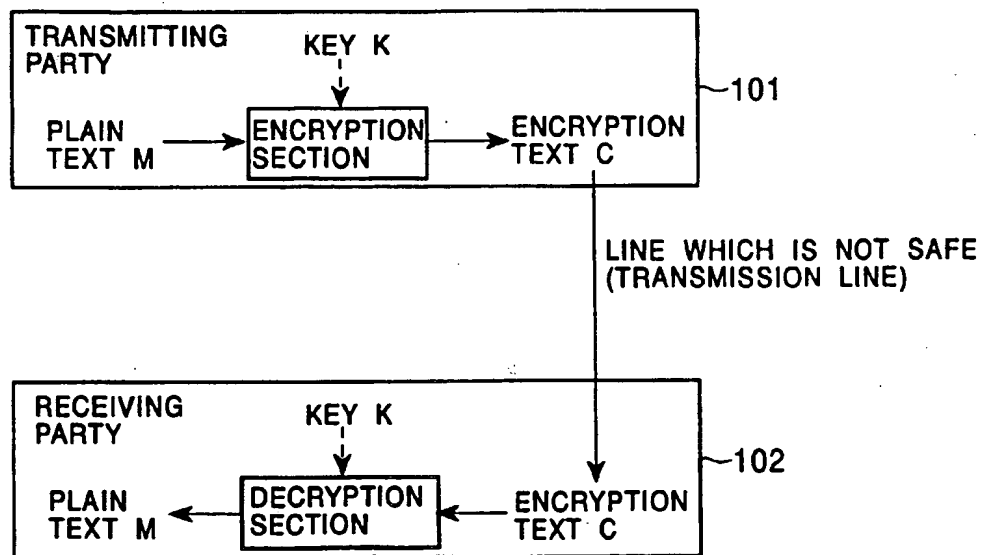 TRANSMITTING
PARTY
KEY K
PLAIN
TEXT M
ENCRYPTION
SECTION
ENCRYPTION
TEXT C
101
LINE WHICH IS NOT SAFE
(TRANSMISSION LINE)
RECEIVING
PARTY
KEY K
PLAIN
TEXT M
DECRYPTION
SECTION
ENCRYPTION
TEXT C
102